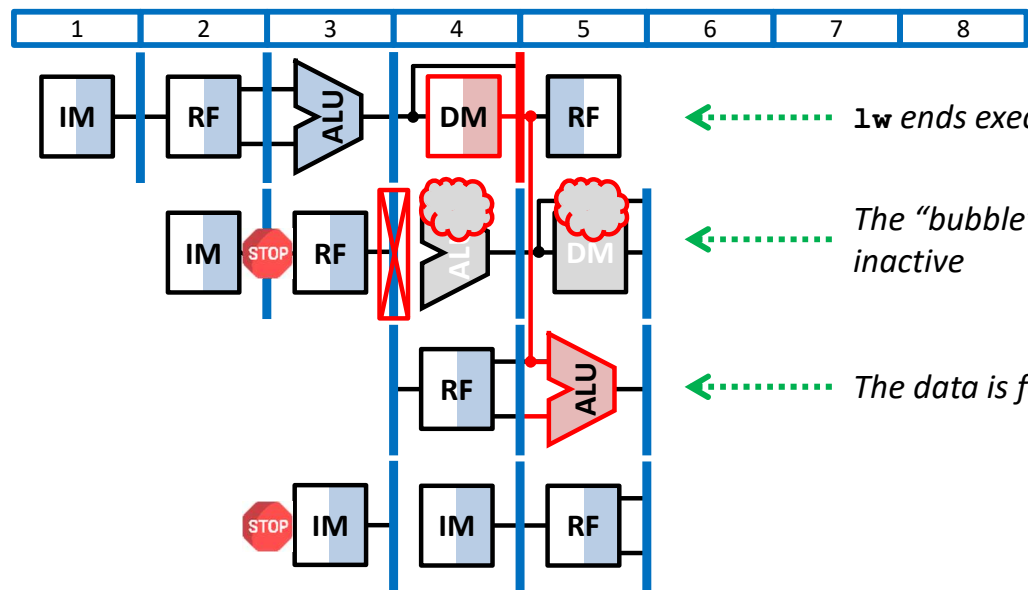 1 2 3 4 5 6 7 8
IM RF ALU DM RF
lw ends
IM STOP RF DM
The “bubble
inactive
RF ALU
The data is
STOP IM IM RF